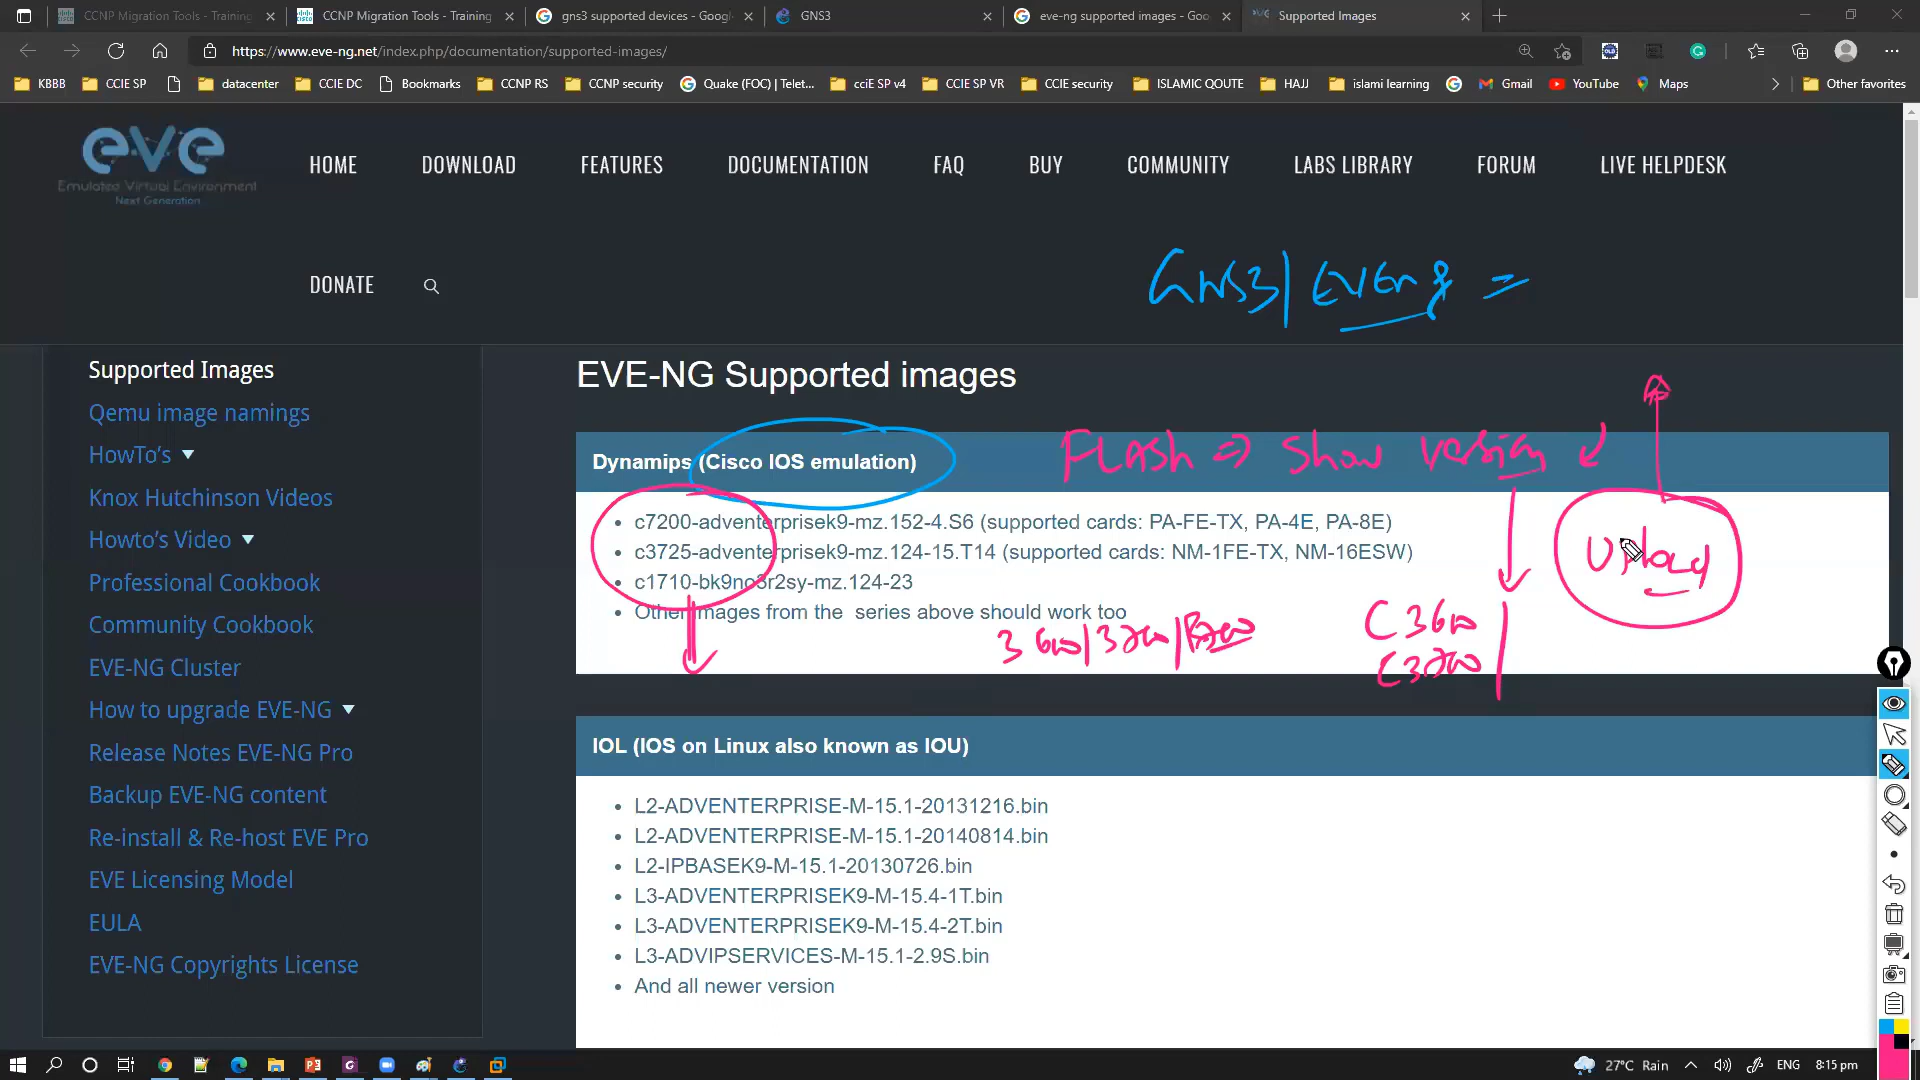 CCNP Migration Tools - Training
CCNP Migration Tools - Training
gns3 supported devices - Googl
GNS3
eve-ng supported images - Goo
Supported Images
https://www.eve-ng.net/index.php/documentation/supported-images/
KBBB
CCIE SP
datacenter
CCIE DC
Bookmarks
CCNP RS
CCNP security
Quake (FOC) | Telet...
cciE SP v4
CCIE SP VR
CCIE security
ISLAMIC QOUTE
HAJJ
islami learning
Gmail
YouTube
Maps
Other favorites
eve
Emulated Virtual Environment
Next Generation
HOME
DOWNLOAD
FEATURES
DOCUMENTATION
FAQ
BUY
COMMUNITY
LABS LIBRARY
FORUM
LIVE HELPDESK
DONATE
GNS3 | EVEng =
Supported Images
Qemu image namings
HowTo's
Knox Hutchinson Videos
Howto's Video
Professional Cookbook
Community Cookbook
EVE-NG Cluster
How to upgrade EVE-NG
Release Notes EVE-NG Pro
Backup EVE-NG content
Re-install & Re-host EVE Pro
EVE Licensing Model
EULA
EVE-NG Copyrights License
EVE-NG Supported images
Dynamips (Cisco IOS emulation)
FLASH => Show version
c7200-adventerprisek9-mz.152-4.S6 (supported cards: PA-FE-TX, PA-4E, PA-8E)
c3725-adventerprisek9-mz.124-15.T14 (supported cards: NM-1FE-TX, NM-16ESW)
c1710-bk9no3r2sy-mz.124-23
Other images from the series above should work too
Upload
3600 | 3700 |
C3600
C3700
IOL (IOS on Linux also known as IOU)
L2-ADVENTERPRISE-M-15.1-20131216.bin
L2-ADVENTERPRISE-M-15.1-20140814.bin
L2-IPBASEK9-M-15.1-20130726.bin
L3-ADVENTERPRISEK9-M-15.4-1T.bin
L3-ADVENTERPRISEK9-M-15.4-2T.bin
L3-ADVIPSERVICES-M-15.1-2.9S.bin
And all newer version
27°C Rain
ENG
8:15 pm